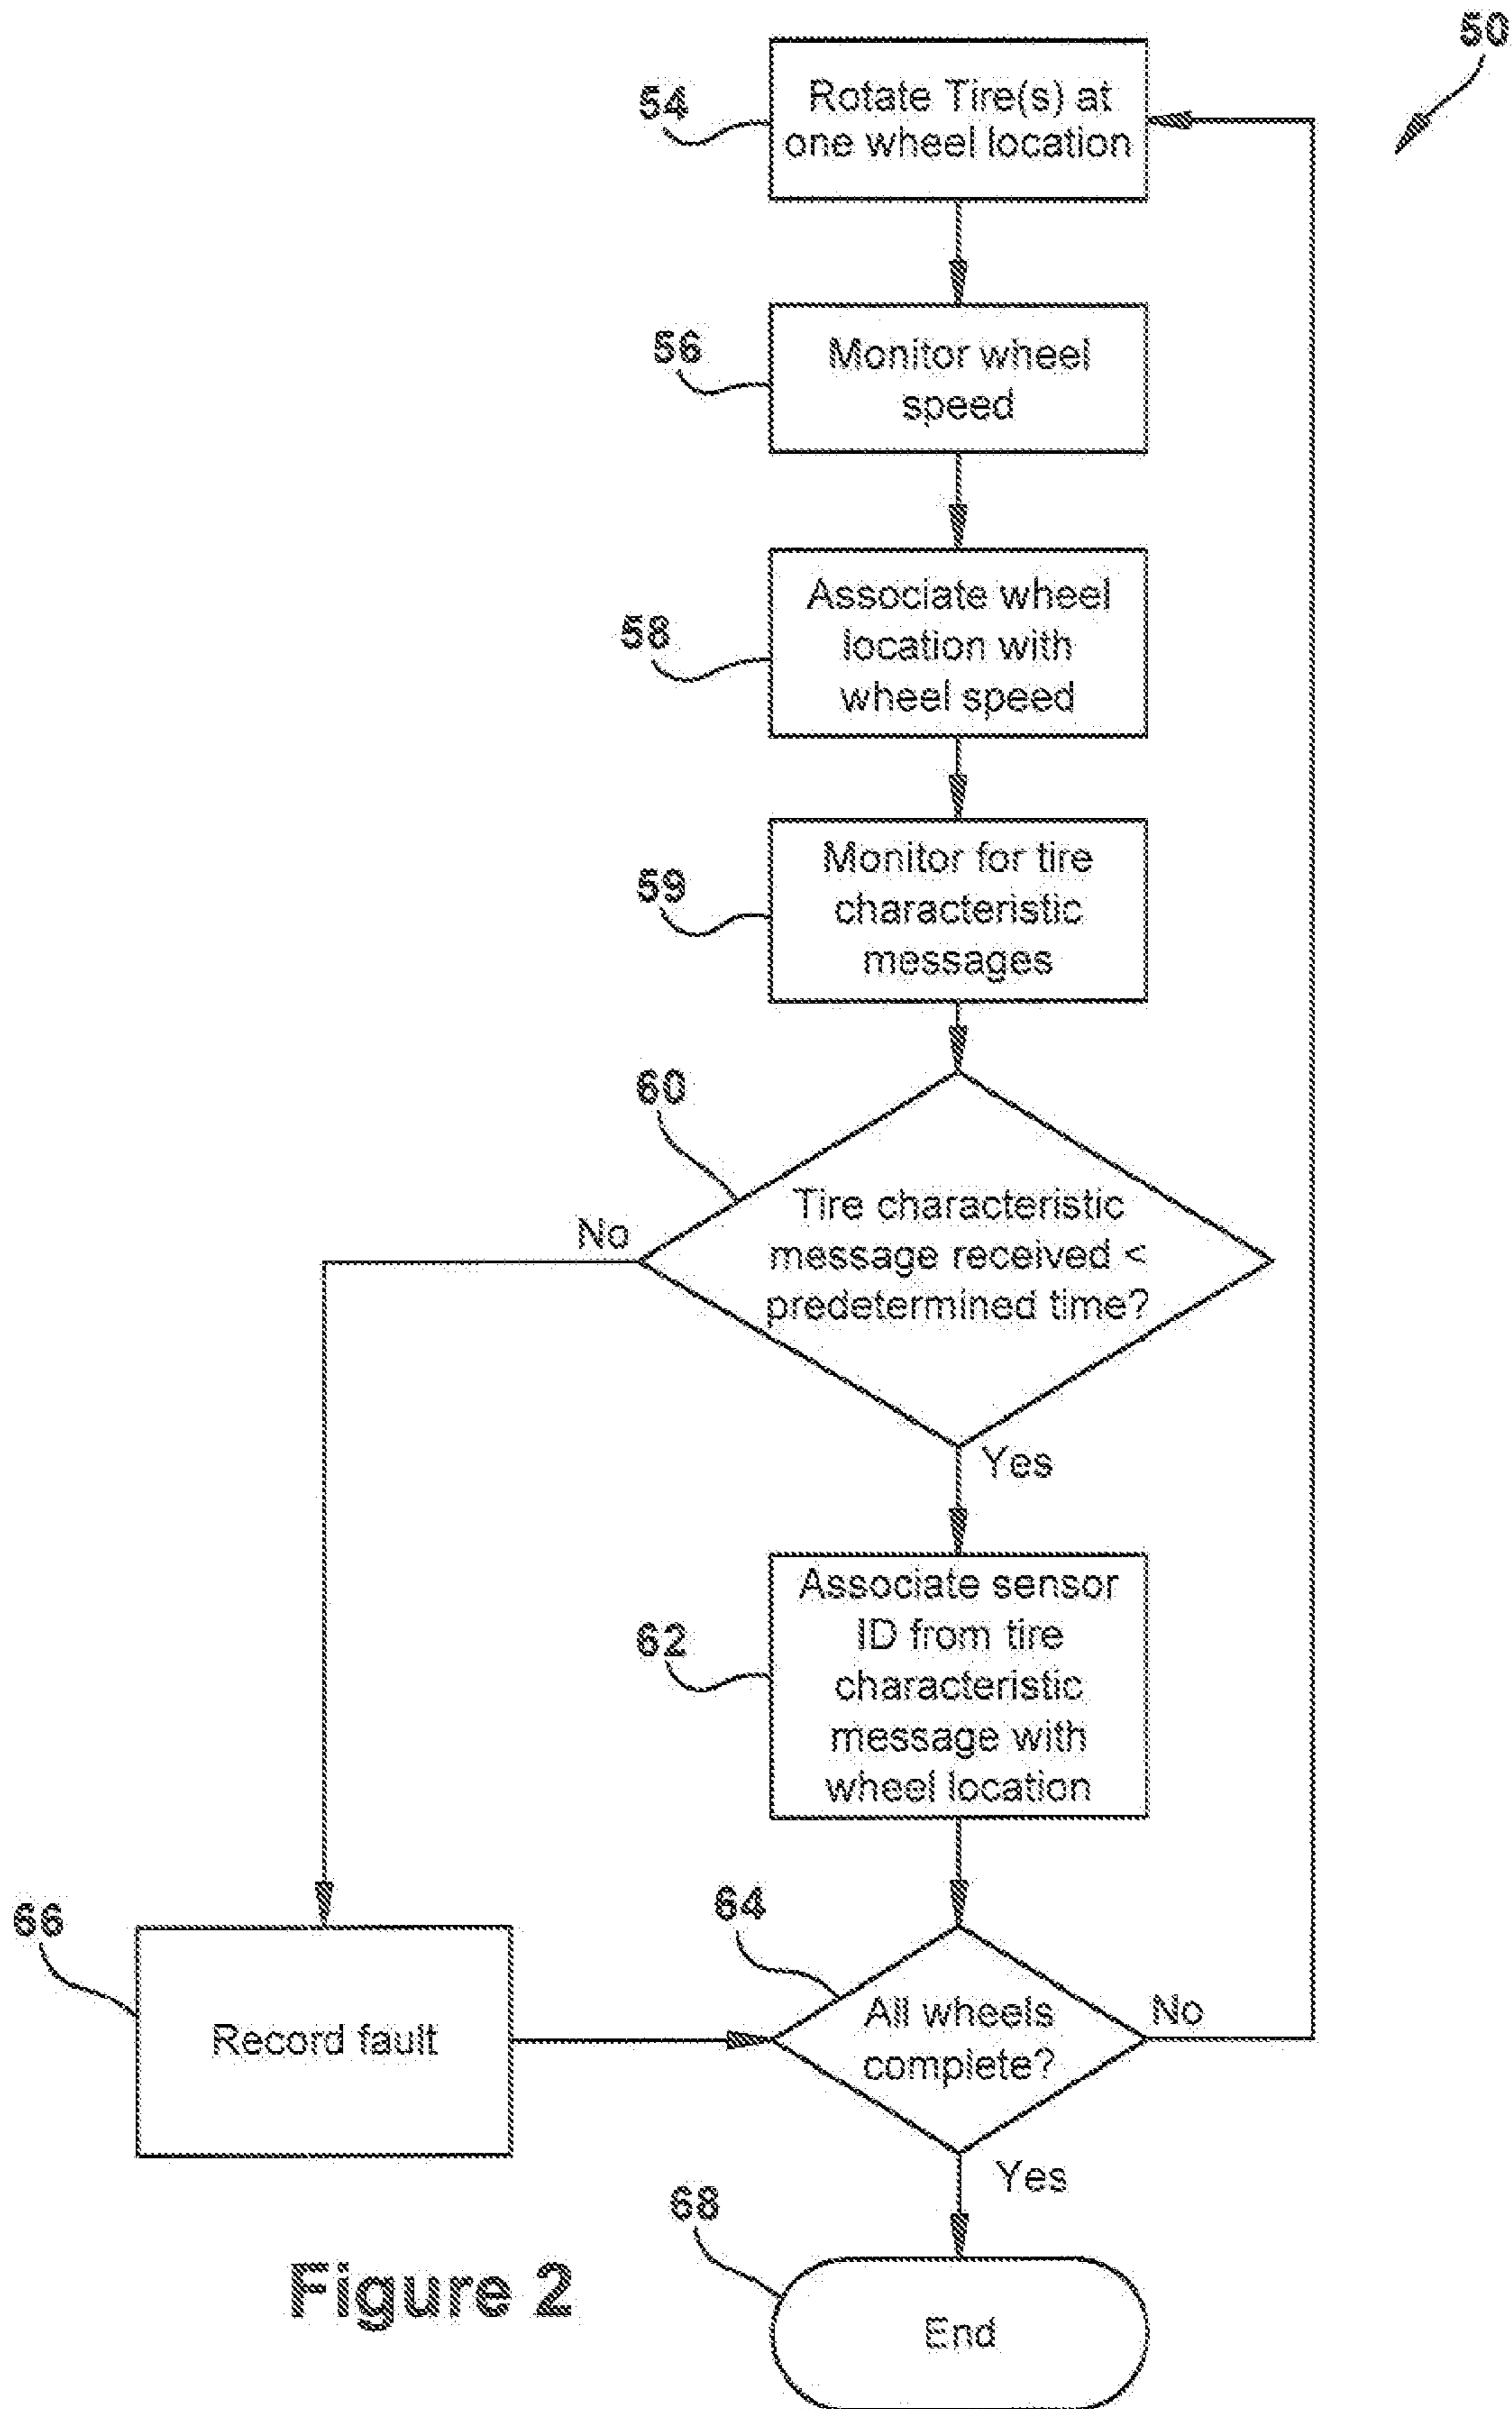 50
54
Rotate Tire(s) at
one wheel location
56
Monitor wheel
speed
58
Associate wheel
location with
wheel speed
59
Monitor for tire
characteristic
messages
60
Tire characteristic
message received <
predetermined time?
No
Yes
62
Associate sensor
ID from tire
characteristic
message with
wheel location
64
All wheels
complete?
No
66
Record fault
Yes
68
End
Figure 2